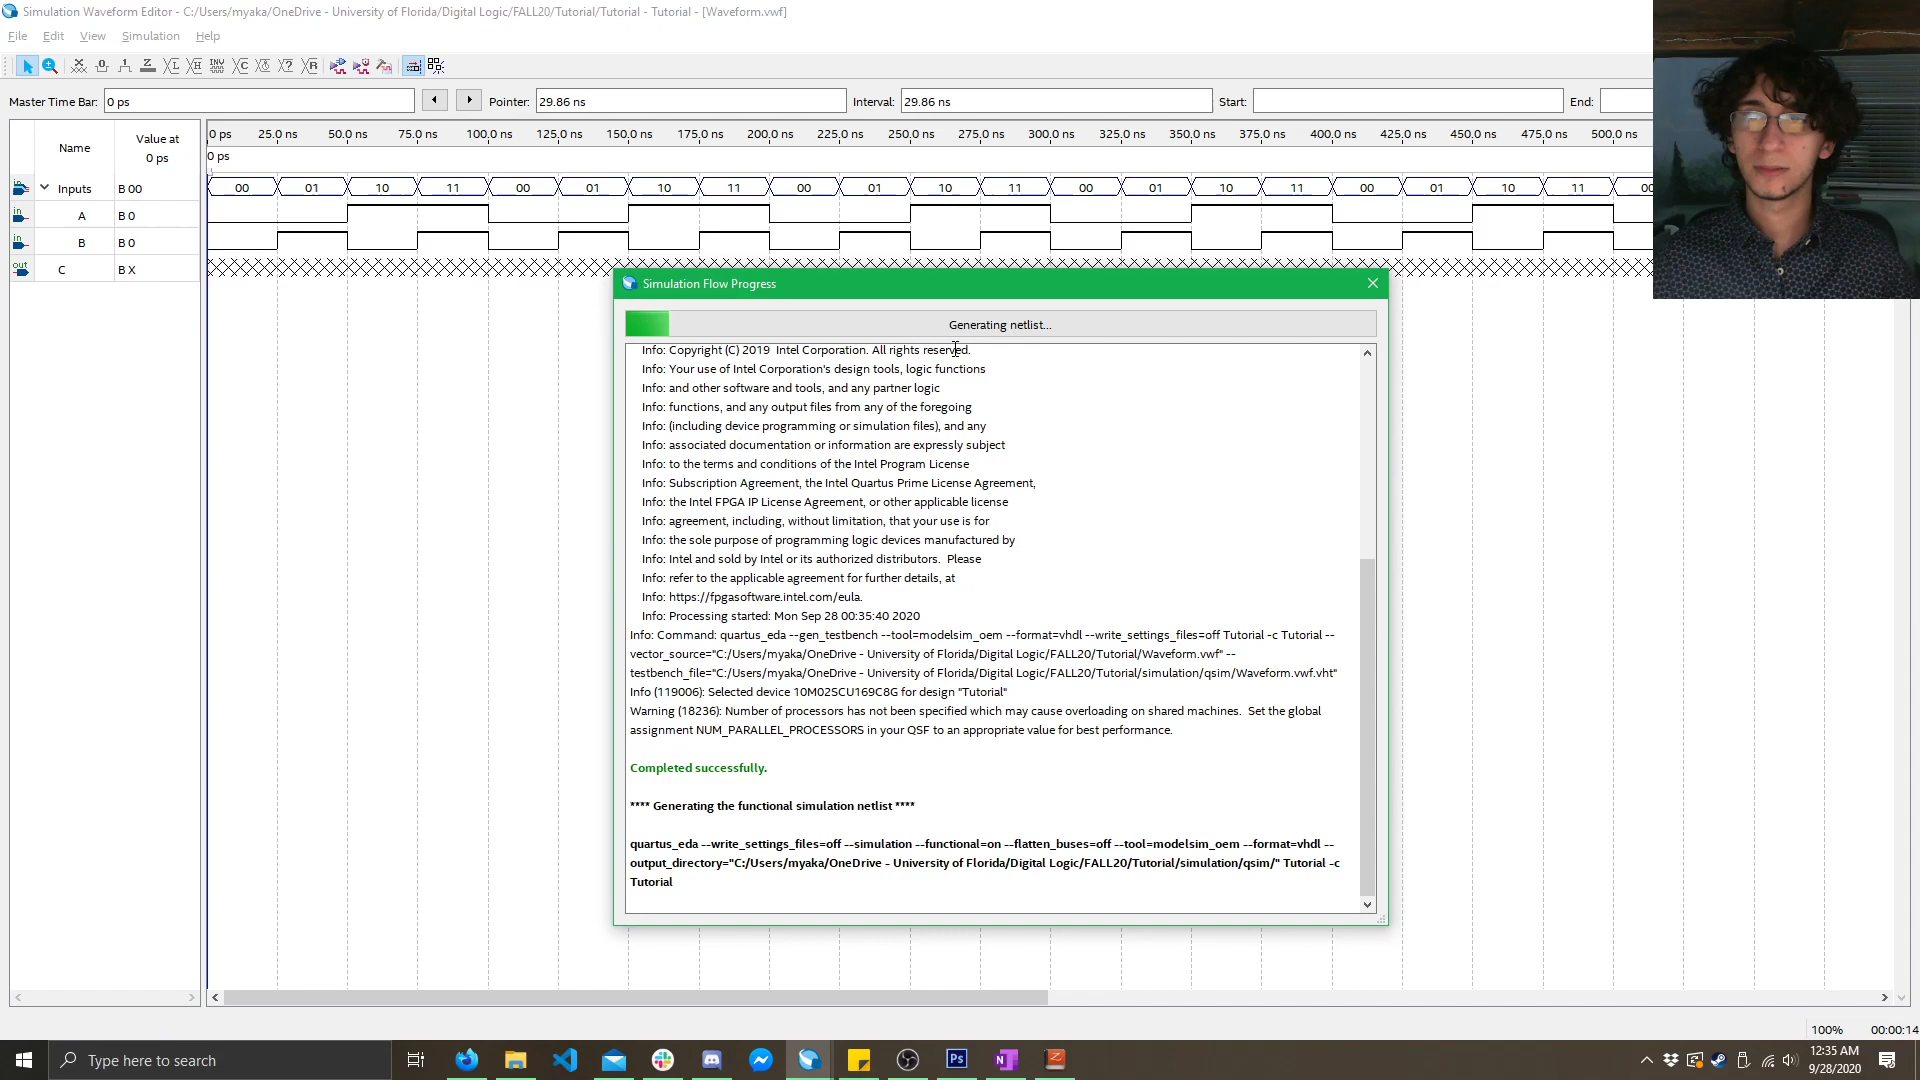 Simulation Waveform Editor - C:/Users/myaka/OneDrive - University of Florida/Digital Logic/FALL20/Tutorial/Tutorial - Tutorial - [Waveform.vwf]
File Edit View Simulation Help
Master Time Bar: 0 ps Pointer: 29.86 ns Interval: 29.86 ns Start: End:
Name Value at 0 ps
0 ps 25.0 ns 50.0 ns 75.0 ns 100.0 ns 125.0 ns 150.0 ns 175.0 ns 200.0 ns 225.0 ns 250.0 ns 275.0 ns 300.0 ns 325.0 ns 350.0 ns 375.0 ns 400.0 ns 425.0 ns 450.0 ns 475.0 ns 500.0 ns
0 ps
in Inputs B 00 00 01 10 11 00 01 10 11 00 01 10 11 00 01 10 11 00 01 10 11 00
in A B 0
in B B 0
out C B X
Simulation Flow Progress
Generating netlist...
Info: Copyright (C) 2019 Intel Corporation. All rights reserved.
Info: Your use of Intel Corporation's design tools, logic functions
Info: and other software and tools, and any partner logic
Info: functions, and any output files from any of the foregoing
Info: (including device programming or simulation files), and any
Info: associated documentation or information are expressly subject
Info: to the terms and conditions of the Intel Program License
Info: Subscription Agreement, the Intel Quartus Prime License Agreement,
Info: the Intel FPGA IP License Agreement, or other applicable license
Info: agreement, including, without limitation, that your use is for
Info: the sole purpose of programming logic devices manufactured by
Info: Intel and sold by Intel or its authorized distributors. Please
Info: refer to the applicable agreement for further details, at
Info: https://fpgasoftware.intel.com/eula.
Info: Processing started: Mon Sep 28 00:35:40 2020
Info: Command: quartus_eda --gen_testbench --tool=modelsim_oem --format=vhdl --write_settings_files=off Tutorial -c Tutorial --
vector_source="C:/Users/myaka/OneDrive - University of Florida/Digital Logic/FALL20/Tutorial/Waveform.vwf" --
testbench_file="C:/Users/myaka/OneDrive - University of Florida/Digital Logic/FALL20/Tutorial/simulation/qsim/Waveform.vwf.vht"
Info (119006): Selected device 10M02SCU169C8G for design "Tutorial"
Warning (18236): Number of processors has not been specified which may cause overloading on shared machines. Set the global
assignment NUM_PARALLEL_PROCESSORS in your QSF to an appropriate value for best performance.
Completed successfully.
**** Generating the functional simulation netlist ****
quartus_eda --write_settings_files=off --simulation --functional=on --flatten_buses=off --tool=modelsim_oem --format=vhdl --
output_directory="C:/Users/myaka/OneDrive - University of Florida/Digital Logic/FALL20/Tutorial/simulation/qsim/" Tutorial -c
Tutorial
100% 00:00:14
Type here to search
Ps
N
Z
12:35 AM
9/28/2020